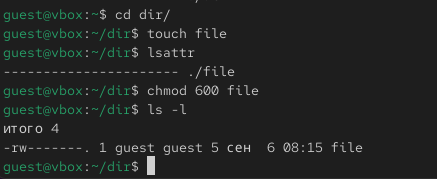 guest@vbox:~$ cd dir/
guest@vbox:~/dir$ touch file
guest@vbox:~/dir$ lsattr
---------------------- ./file
guest@vbox:~/dir$ chmod 600 file
guest@vbox:~/dir$ ls -l
итого 4
-rw-------. 1 guest guest 5 сен  6 08:15 file
guest@vbox:~/dir$